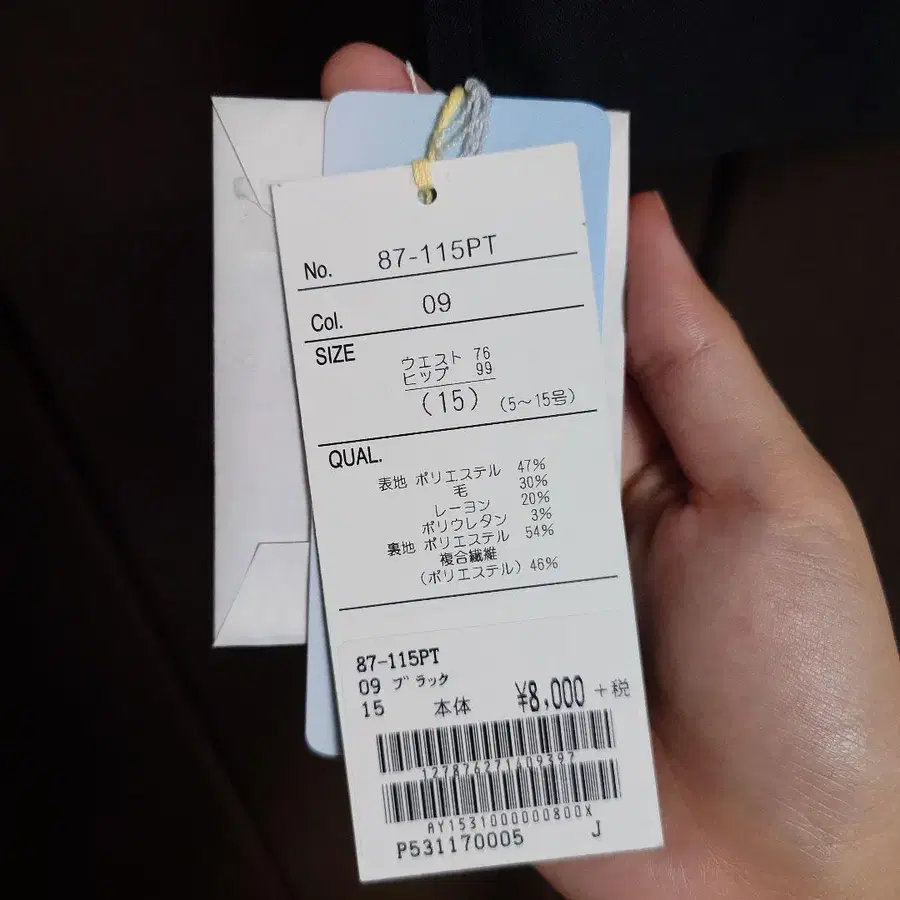 No. 87-115PT
Col. 09
SIZE
ウエスト 76
ヒップ 99
(15) (5〜15号)
QUAL.
表地 ポリエステル 47%
毛 30%
レーヨン 20%
ポリウレタン 3%
裏地 ポリエステル 54%
複合繊維
(ポリエステル) 46%
87-115PT
09 ブラック
15 本体 ¥8,000 +税
127876271609397
AY1531000000800X
P531170005 J